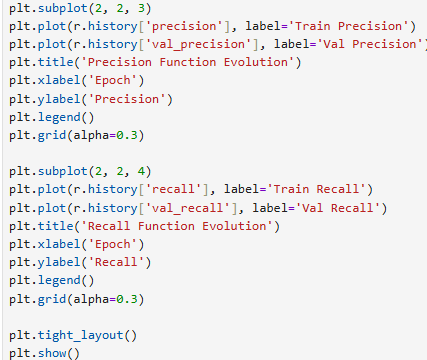 plt.subplot(2, 2, 3)
plt.plot(r.history['precision'], label='Train Precision')
plt.plot(r.history['val_precision'], label='Val Precision')
plt.title('Precision Function Evolution')
plt.xlabel('Epoch')
plt.ylabel('Precision')
plt.legend()
plt.grid(alpha=0.3)

plt.subplot(2, 2, 4)
plt.plot(r.history['recall'], label='Train Recall')
plt.plot(r.history['val_recall'], label='Val Recall')
plt.title('Recall Function Evolution')
plt.xlabel('Epoch')
plt.ylabel('Recall')
plt.legend()
plt.grid(alpha=0.3)

plt.tight_layout()
plt.show()